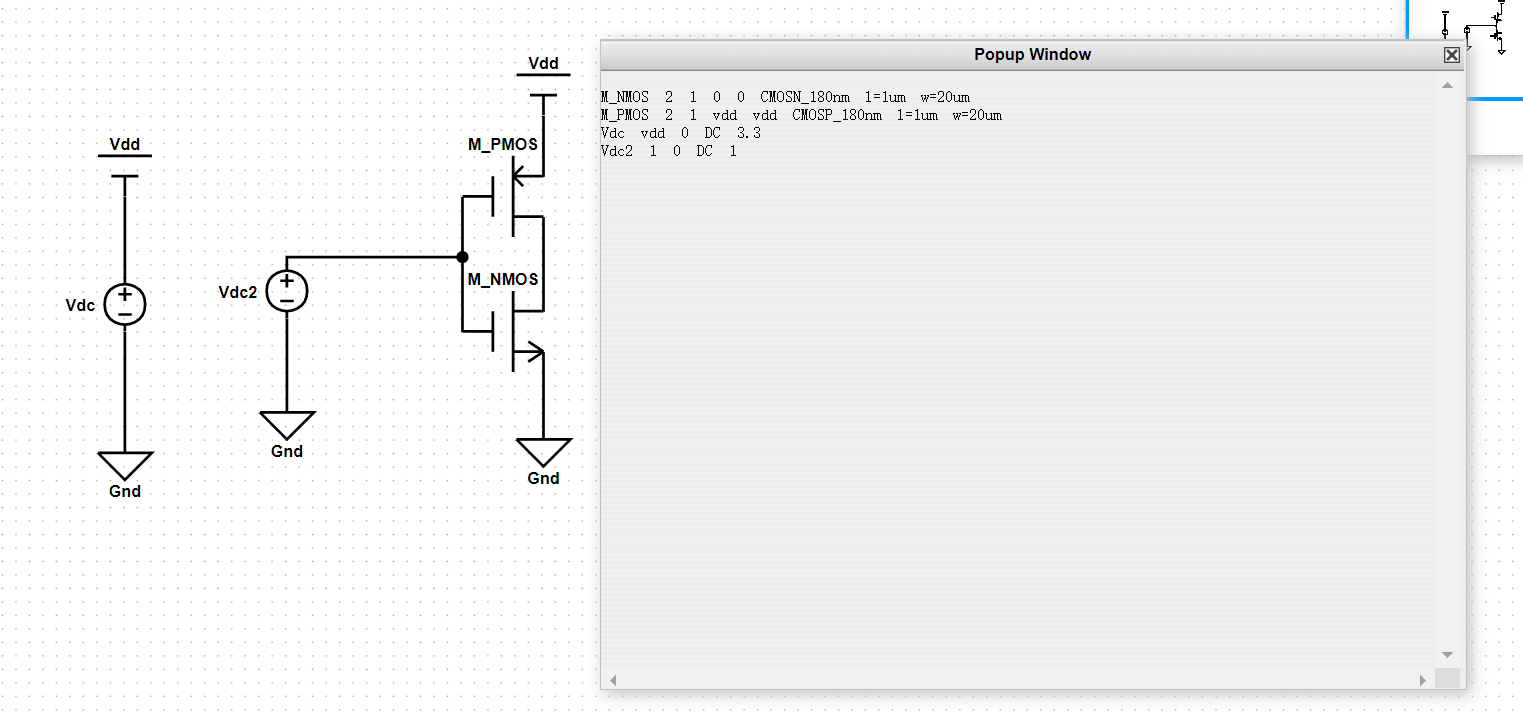 Popup Window
M_NMOS 2 1 0 0 CMOSN_180nm l=1um w=20um
M_PMOS 2 1 vdd vdd CMOSP_180nm l=1um w=20um
Vdc vdd 0 DC 3.3
Vdc2 1 0 DC 1
Vdd
Vdc
Gnd
Vdc2
Gnd
Vdd
M_PMOS
M_NMOS
Gnd